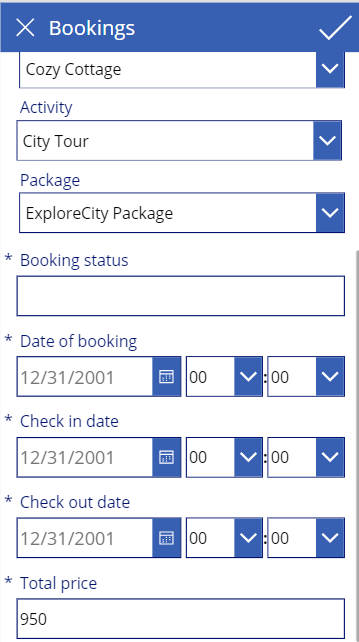 Bookings
Cozy Cottage
Activity
City Tour
Package
ExploreCity Package
* Booking status
* Date of booking
12/31/2001 00 : 00
* Check in date
12/31/2001 00 : 00
* Check out date
12/31/2001 00 : 00
* Total price
950